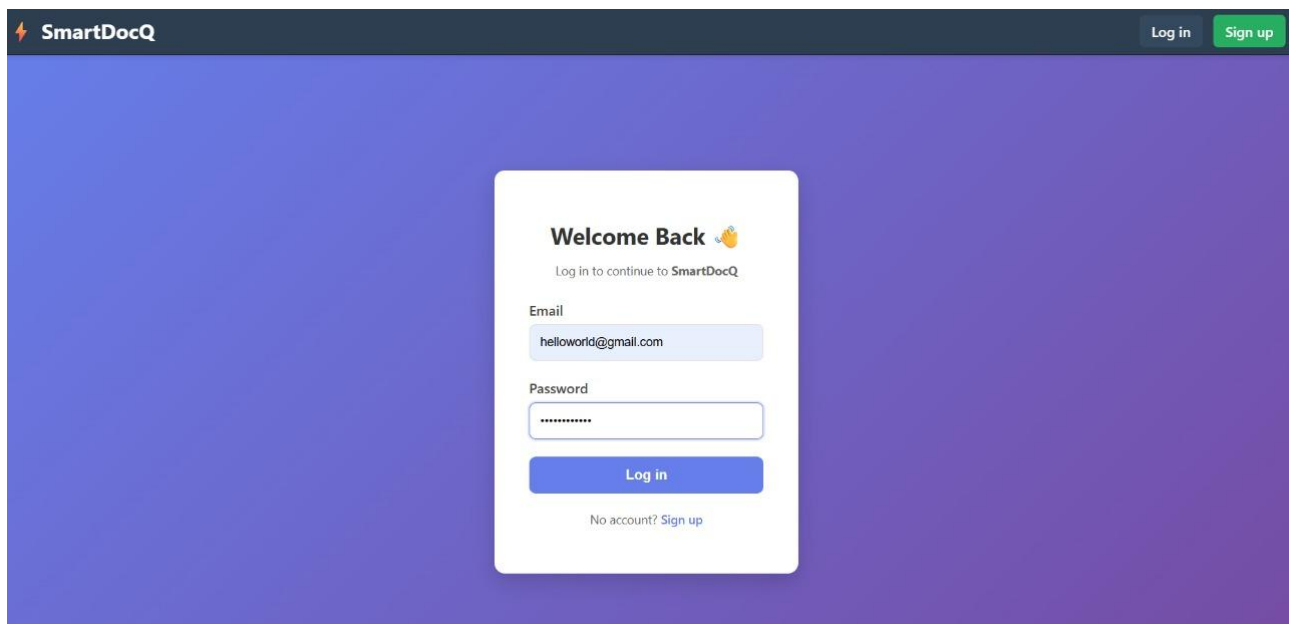 SmartDocQ
Log in
Sign up
Welcome Back 👋
Log in to continue to SmartDocQ
Email
helloworld@gmail.com
Password
••••••••••••
Log in
No account? Sign up